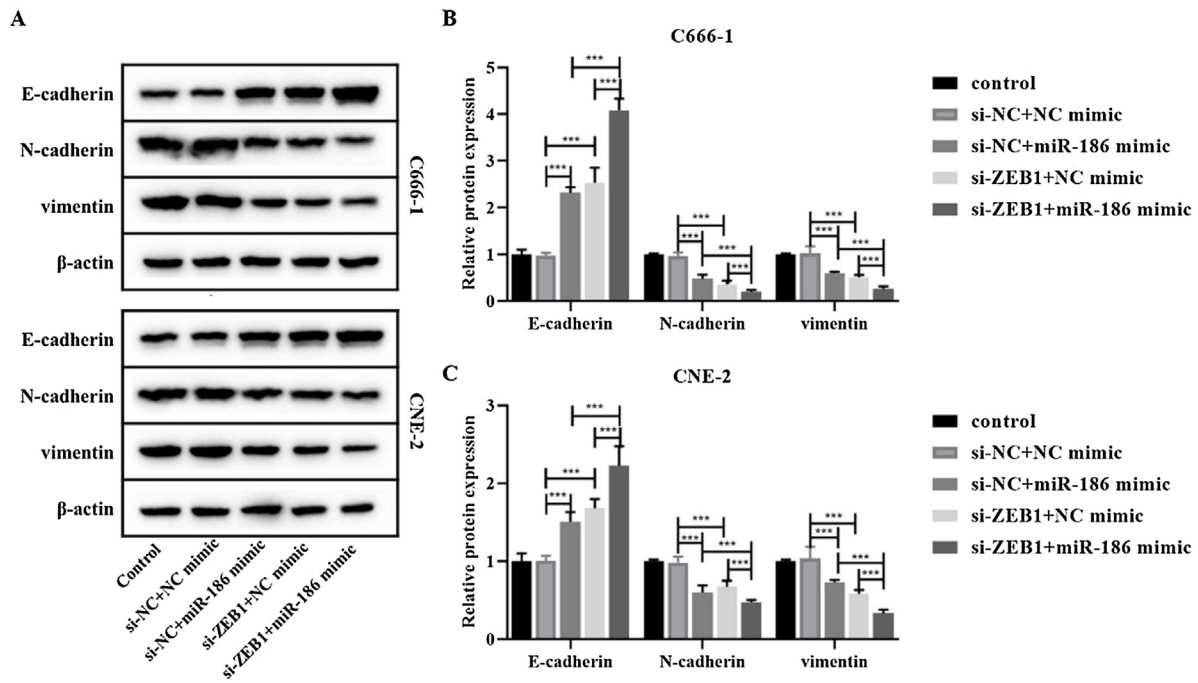 A
E-cadherin
N-cadherin
vimentin
β-actin
C666-1
E-cadherin
N-cadherin
vimentin
β-actin
CNE-2
Control
si-NC+NC mimic
si-NC+miR-186 mimic
si-ZEB1+NC mimic
si-ZEB1+miR-186 mimic
B
C666-1
Relative protein expression
5
4
3
2
1
0
***
***
***
***
***
***
***
***
***
***
***
***
E-cadherin
N-cadherin
vimentin
control
si-NC+NC mimic
si-NC+miR-186 mimic
si-ZEB1+NC mimic
si-ZEB1+miR-186 mimic
C
CNE-2
Relative protein expression
3
2
1
0
***
***
***
***
***
***
***
***
***
***
***
***
E-cadherin
N-cadherin
vimentin
control
si-NC+NC mimic
si-NC+miR-186 mimic
si-ZEB1+NC mimic
si-ZEB1+miR-186 mimic